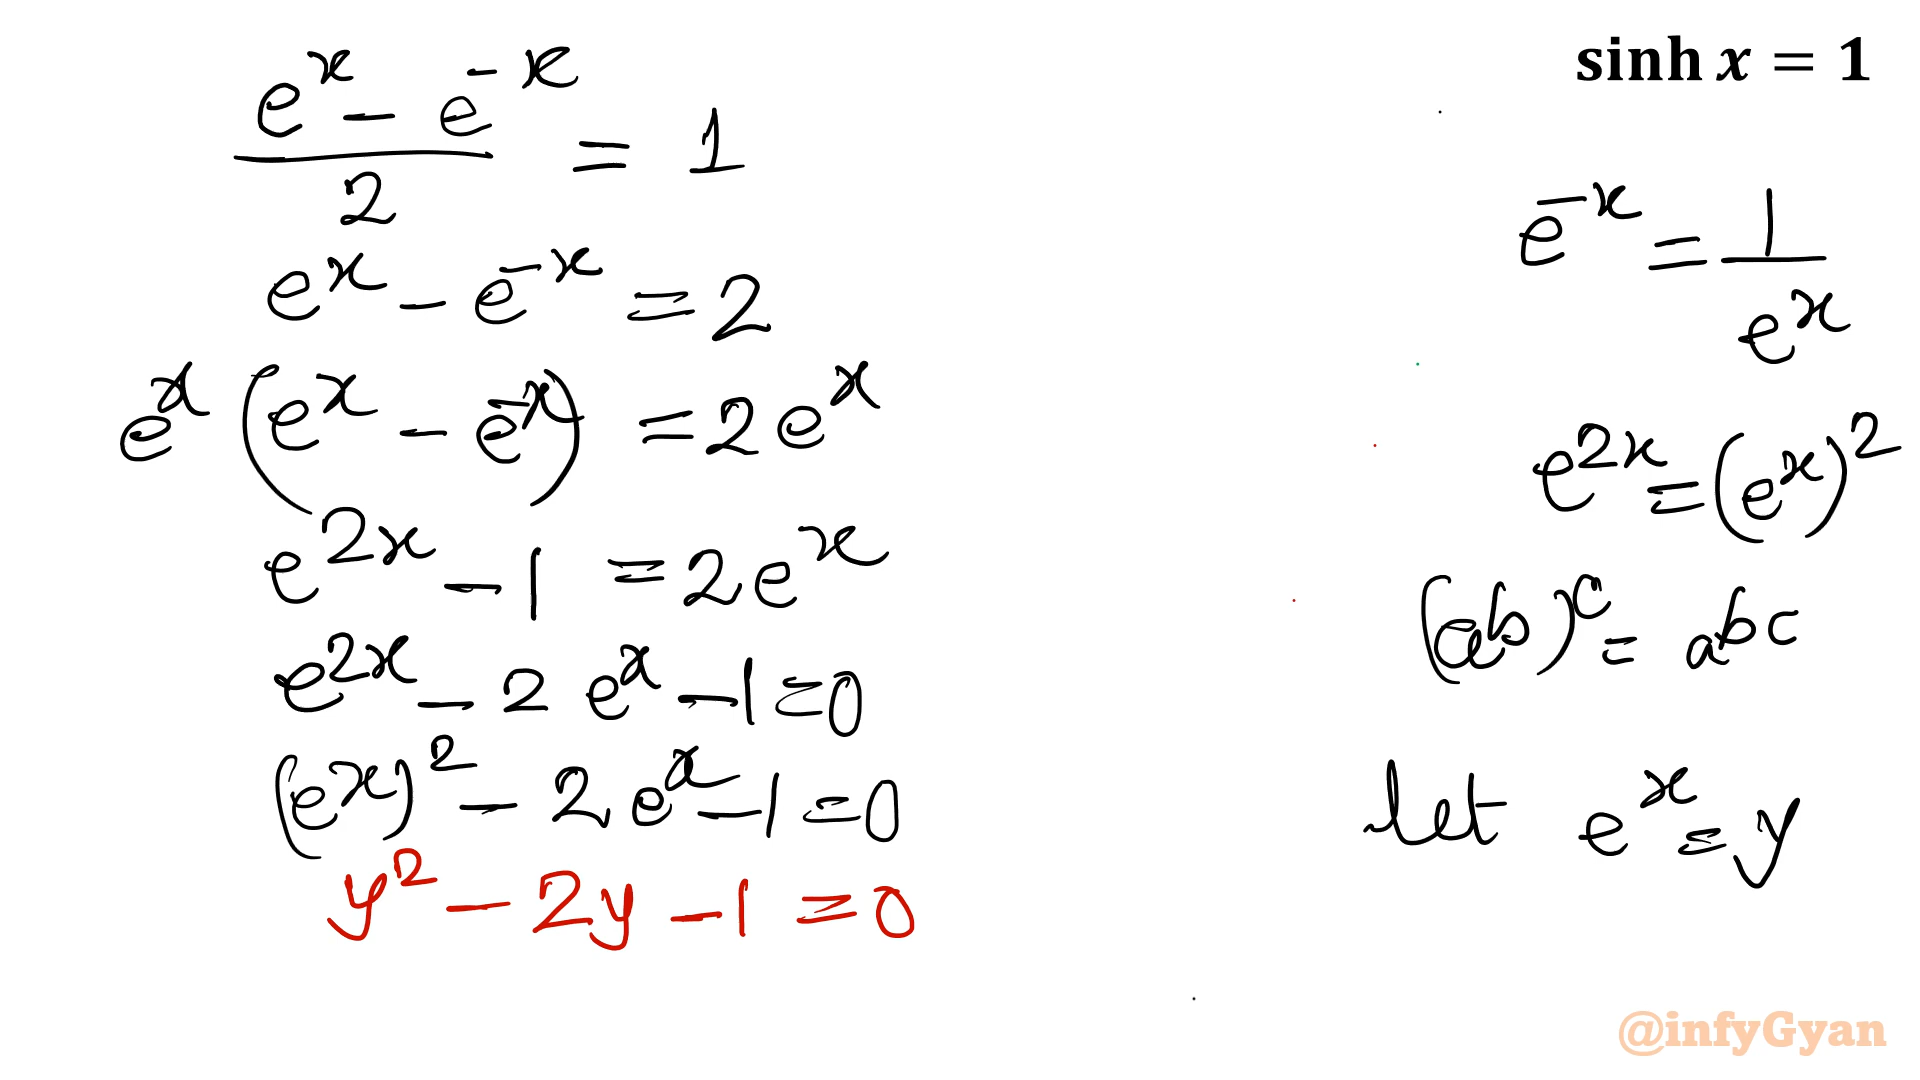 sinh x = 1
(e^x − e^−x)/2 = 1
e^x − e^−x = 2
e^x (e^x − e^−x) = 2e^x
e^2x − 1 = 2e^x
e^2x − 2 e^x − 1 = 0
(e^x)^2 − 2e^x − 1 = 0
y^2 − 2y − 1 = 0
e^−x = 1/e^x
e^2x = (e^x)^2
(a^b)^c = a^bc
let e^x = y
@infyGyan